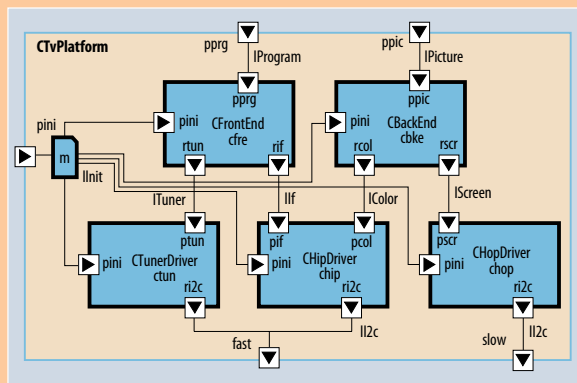 pprg
ppic
CTvPlatform
IProgram
IPicture
pprg
ppic
pini
pini
CFrontEnd
cfre
pini
CBackEnd
cbke
rtun
rif
rcol
rscr
m
IInit
ITuner
IIf
IColor
IScreen
ptun
pif
pcol
pscr
pini
CTunerDriver
ctun
pini
CHipDriver
chip
pini
CHopDriver
chop
ri2c
ri2c
ri2c
fast
II2c
slow
II2c